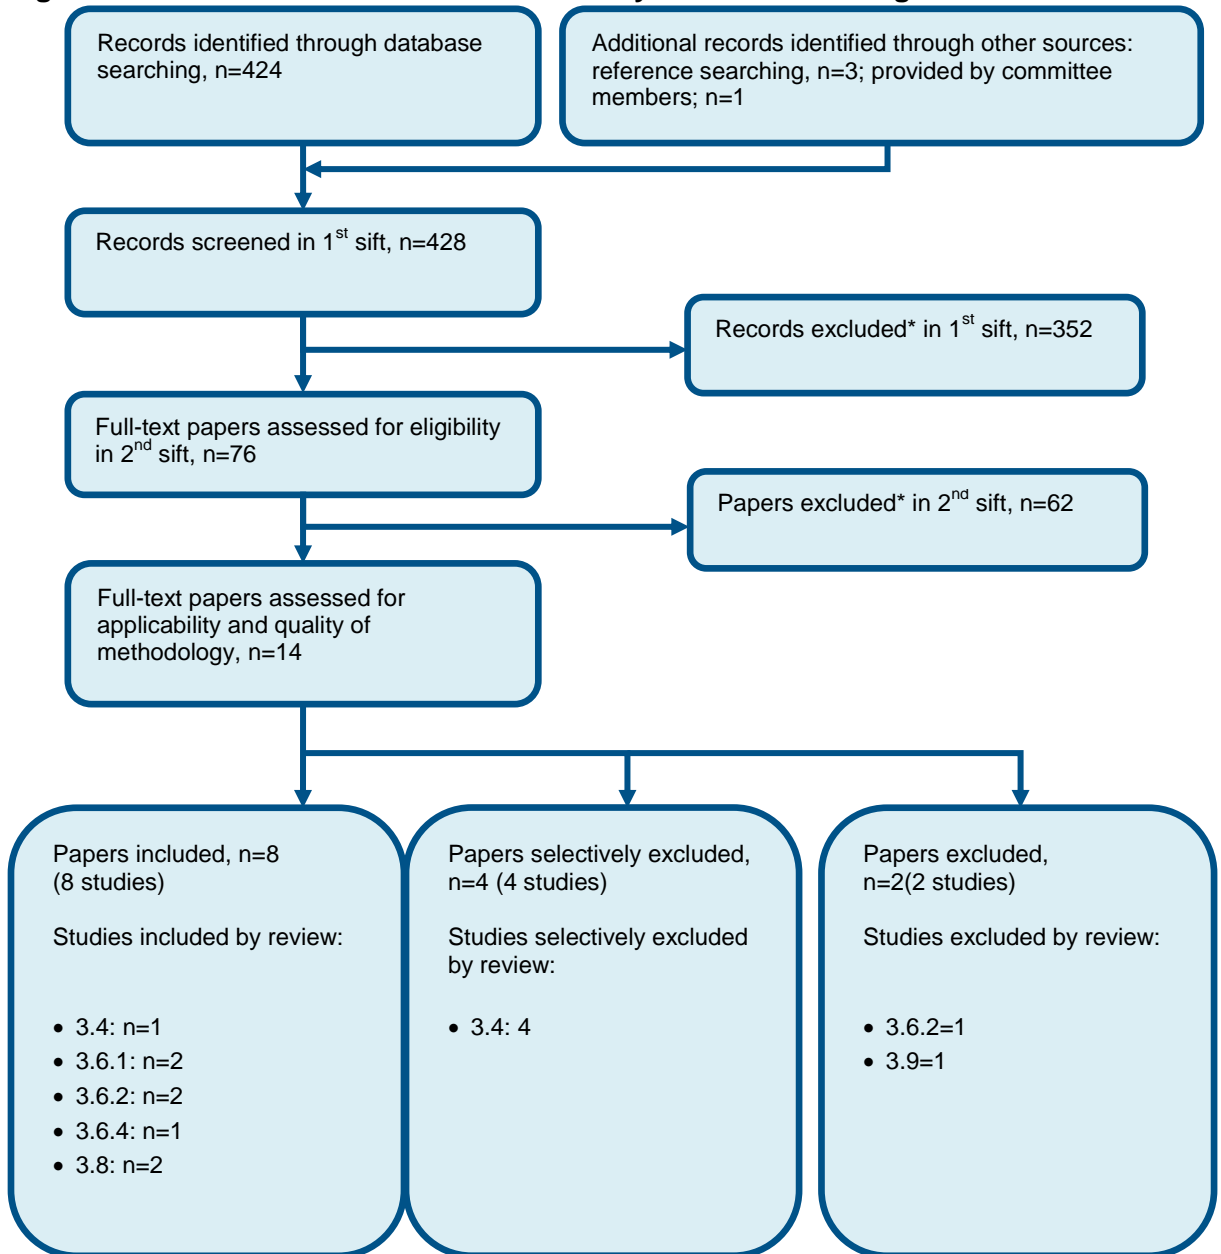 Records identified through database
searching, n=424
Additional records identified through other sources:
reference searching, n=3; provided by committee
members; n=1
Records screened in 1st sift, n=428
Records excluded* in 1st sift, n=352
Full-text papers assessed for eligibility
in 2nd sift, n=76
Papers excluded* in 2nd sift, n=62
Full-text papers assessed for
applicability and quality of
methodology, n=14
Papers included, n=8
(8 studies)
Studies included by review:
• 3.4: n=1
• 3.6.1: n=2
• 3.6.2: n=2
• 3.6.4: n=1
• 3.8: n=2
Papers selectively excluded,
n=4 (4 studies)
Studies selectively excluded
by review:
• 3.4: 4
Papers excluded,
n=2(2 studies)
Studies excluded by review:
• 3.6.2=1
• 3.9=1